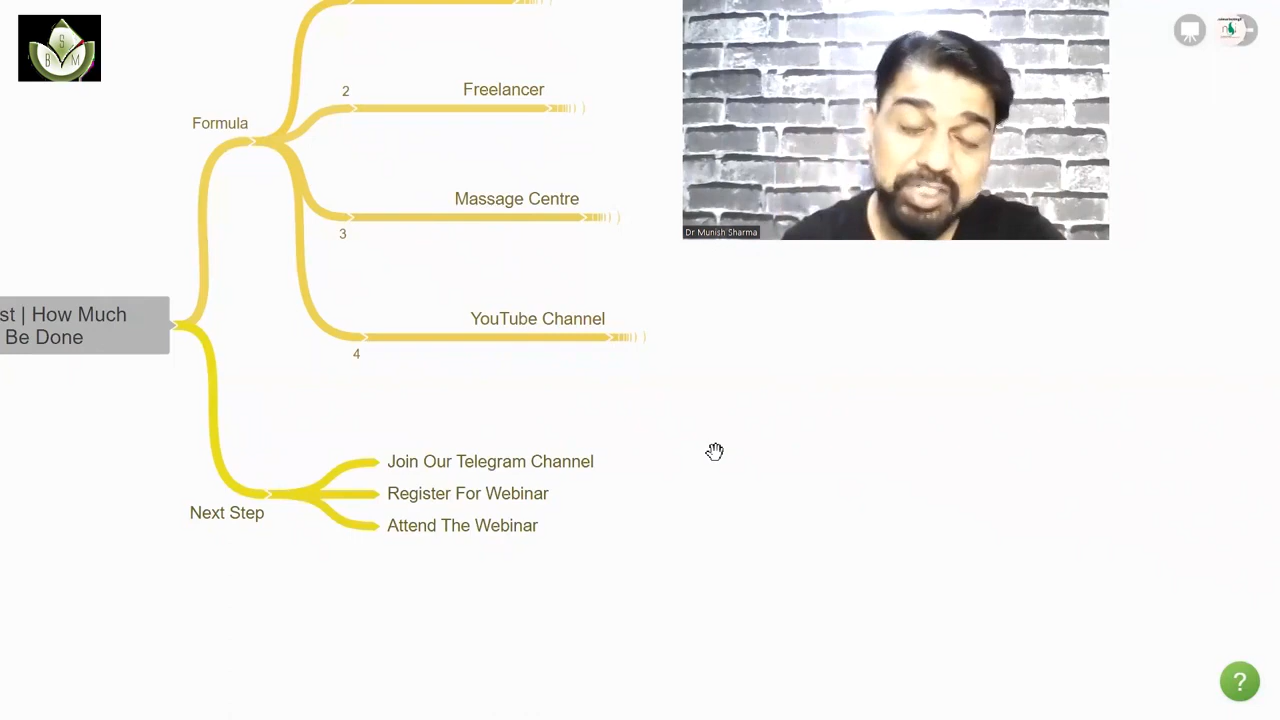 S
B M
2
Freelancer
Formula
Massage Centre
3
Dr Munish Sharma
st | How Much
Be Done
YouTube Channel
4
Join Our Telegram Channel
Register For Webinar
Next Step
Attend The Webinar
?